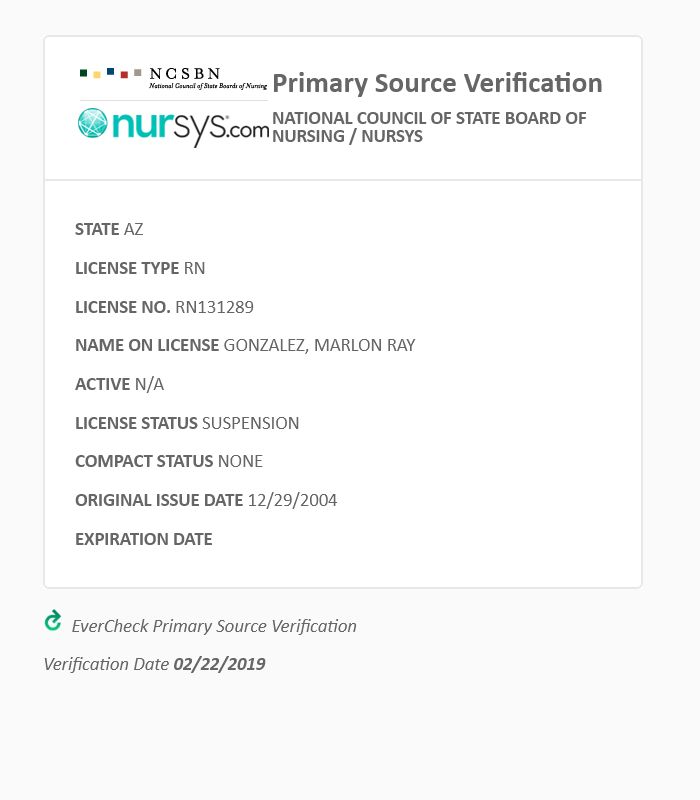 NCSBN
National Council of State Boards of Nursing
nursys.com
Primary Source Verification
NATIONAL COUNCIL OF STATE BOARD OF
NURSING / NURSYS
STATE AZ
LICENSE TYPE RN
LICENSE NO. RN131289
NAME ON LICENSE GONZALEZ, MARLON RAY
ACTIVE N/A
LICENSE STATUS SUSPENSION
COMPACT STATUS NONE
ORIGINAL ISSUE DATE 12/29/2004
EXPIRATION DATE
EverCheck Primary Source Verification
Verification Date 02/22/2019